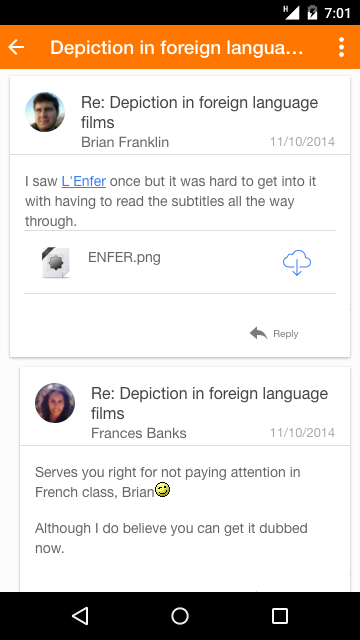 H 7:01
Depiction in foreign langua...
Re: Depiction in foreign language
films
Brian Franklin 11/10/2014
I saw L'Enfer once but it was hard to get into it
with having to read the subtitles all the way
through.
ENFER.png
Reply
Re: Depiction in foreign language
films
Frances Banks 11/10/2014
Serves you right for not paying attention in
French class, Brian
Although I do believe you can get it dubbed
now.